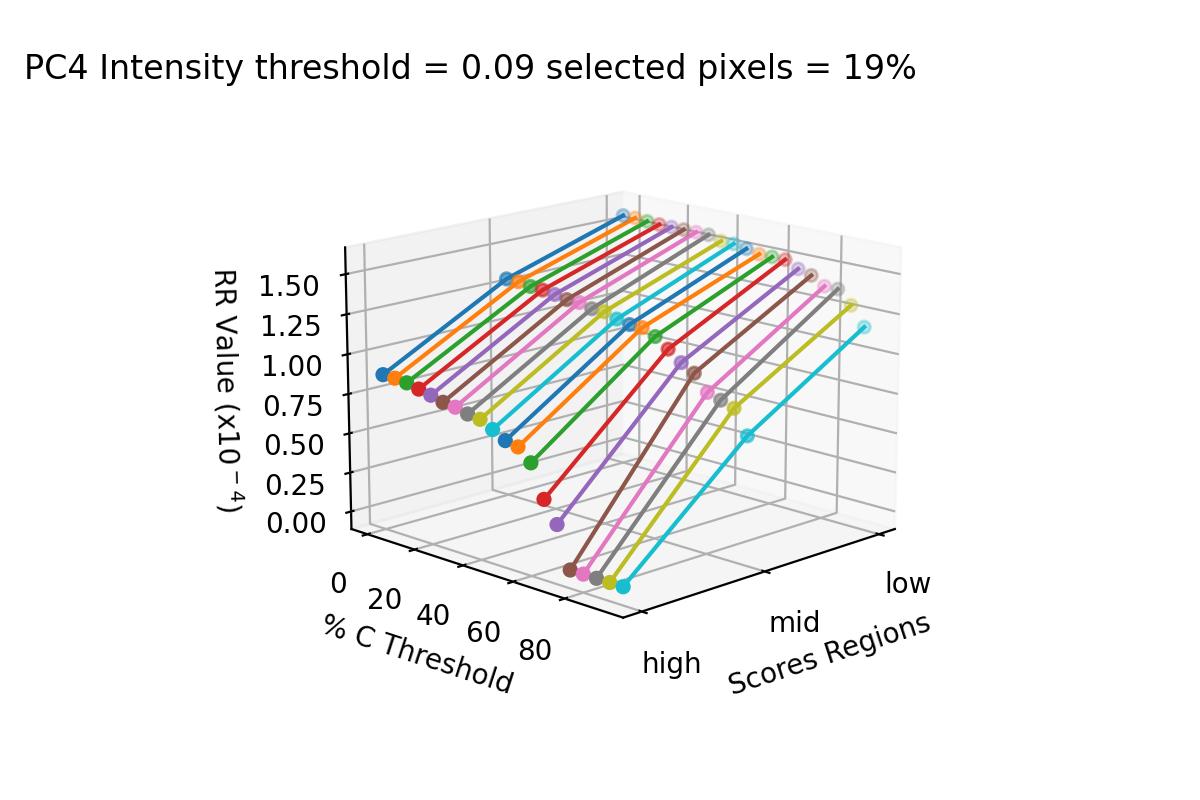 PC4 Intensity threshold = 0.09 selected pixels = 19%
RR Value (x10⁻⁴)
1.50
1.25
1.00
0.75
0.50
0.25
0.00
0
20
40
60
80
% C Threshold
high
mid
low
Scores Regions